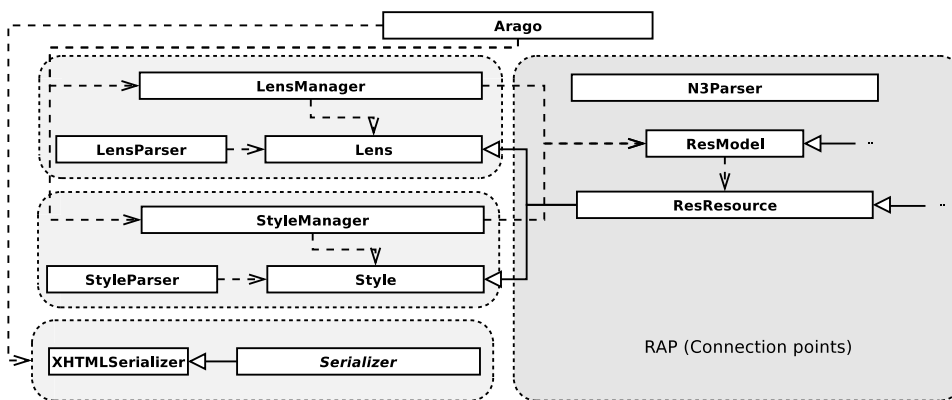 Arago
LensManager
N3Parser
LensParser
Lens
ResModel
..
StyleManager
ResResource
..
StyleParser
Style
XHTMLSerializer
Serializer
RAP (Connection points)